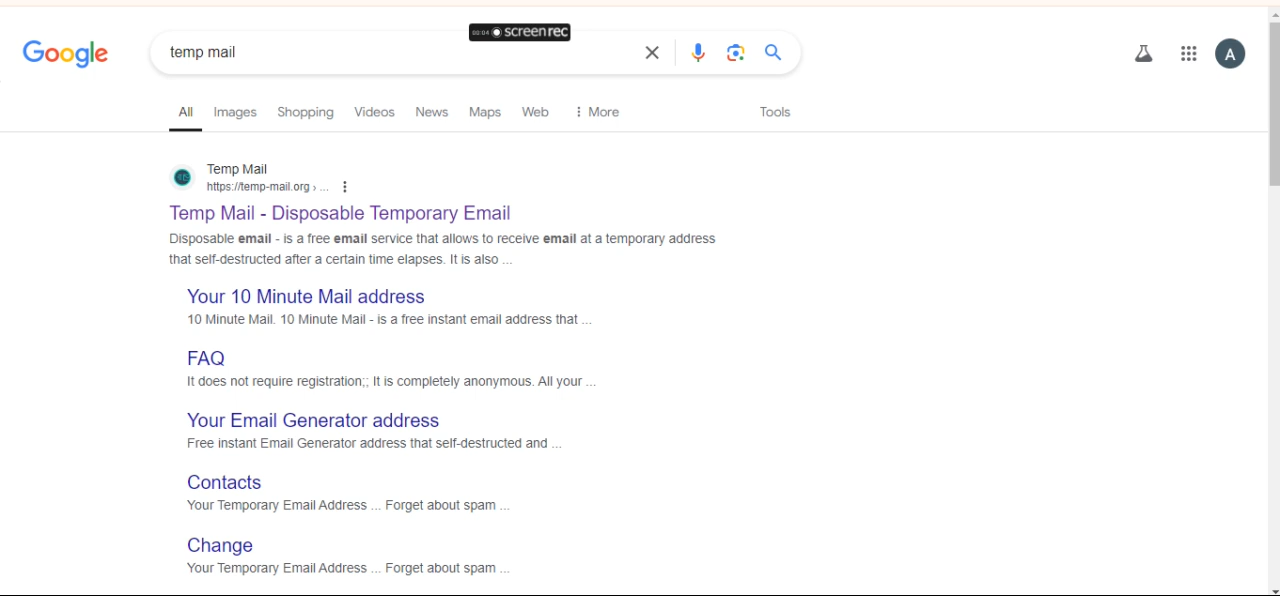 00:04 screenrec
Google
temp mail
A
All Images Shopping Videos News Maps Web More Tools
Temp Mail
https://temp-mail.org › ...
Temp Mail - Disposable Temporary Email
Disposable email - is a free email service that allows to receive email at a temporary address
that self-destructed after a certain time elapses. It is also ...
Your 10 Minute Mail address
10 Minute Mail. 10 Minute Mail - is a free instant email address that ...
FAQ
It does not require registration;; It is completely anonymous. All your ...
Your Email Generator address
Free instant Email Generator address that self-destructed and ...
Contacts
Your Temporary Email Address ... Forget about spam ...
Change
Your Temporary Email Address ... Forget about spam ...